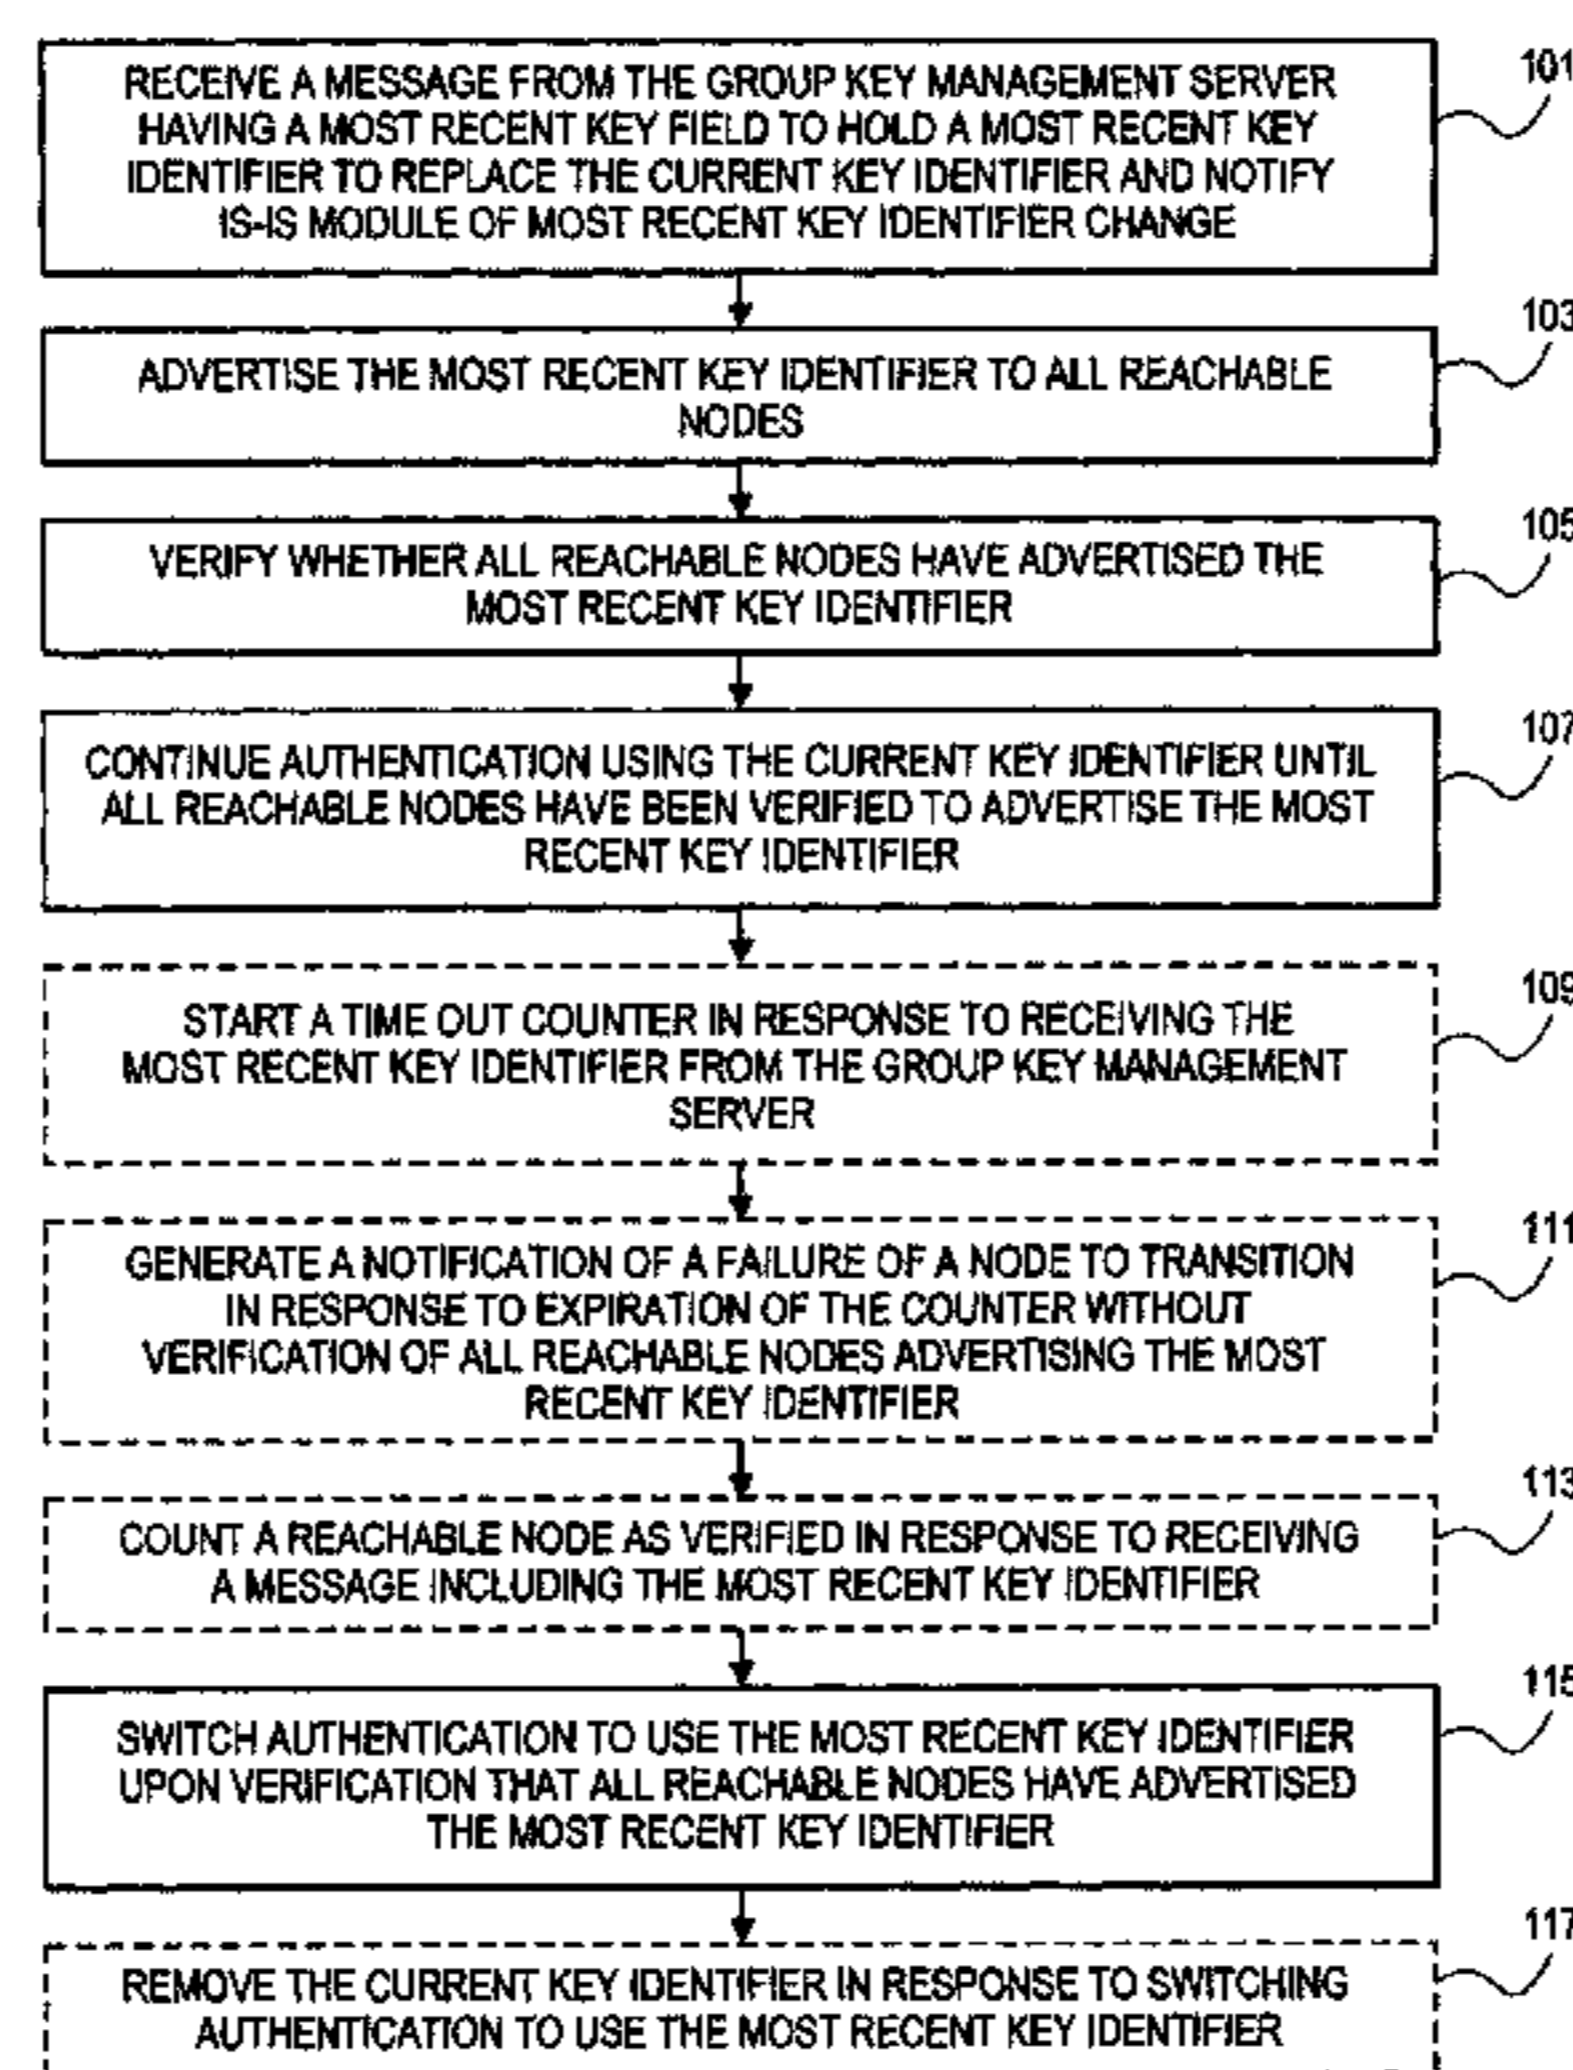 RECEIVE A MESSAGE FROM THE GROUP KEY MANAGEMENT SERVER
HAVING A MOST RECENT KEY FIELD TO HOLD A MOST RECENT KEY
IDENTIFIER TO REPLACE THE CURRENT KEY IDENTIFIER AND NOTIFY
IS-IS MODULE OF MOST RECENT KEY IDENTIFIER CHANGE
101
ADVERTISE THE MOST RECENT KEY IDENTIFIER TO ALL REACHABLE
NODES
103
VERIFY WHETHER ALL REACHABLE NODES HAVE ADVERTISED THE
MOST RECENT KEY IDENTIFIER
105
CONTINUE AUTHENTICATION USING THE CURRENT KEY IDENTIFIER UNTIL
ALL REACHABLE NODES HAVE BEEN VERIFIED TO ADVERTISE THE MOST
RECENT KEY IDENTIFIER
107
START A TIME OUT COUNTER IN RESPONSE TO RECEIVING THE
MOST RECENT KEY IDENTIFIER FROM THE GROUP KEY MANAGEMENT
SERVER
109
GENERATE A NOTIFICATION OF A FAILURE OF A NODE TO TRANSITION
IN RESPONSE TO EXPIRATION OF THE COUNTER WITHOUT
VERIFICATION OF ALL REACHABLE NODES ADVERTISING THE MOST
RECENT KEY IDENTIFIER
111
COUNT A REACHABLE NODE AS VERIFIED IN RESPONSE TO RECEIVING
A MESSAGE INCLUDING THE MOST RECENT KEY IDENTIFIER
113
SWITCH AUTHENTICATION TO USE THE MOST RECENT KEY IDENTIFIER
UPON VERIFICATION THAT ALL REACHABLE NODES HAVE ADVERTISED
THE MOST RECENT KEY IDENTIFIER
115
REMOVE THE CURRENT KEY IDENTIFIER IN RESPONSE TO SWITCHING
AUTHENTICATION TO USE THE MOST RECENT KEY IDENTIFIER
117